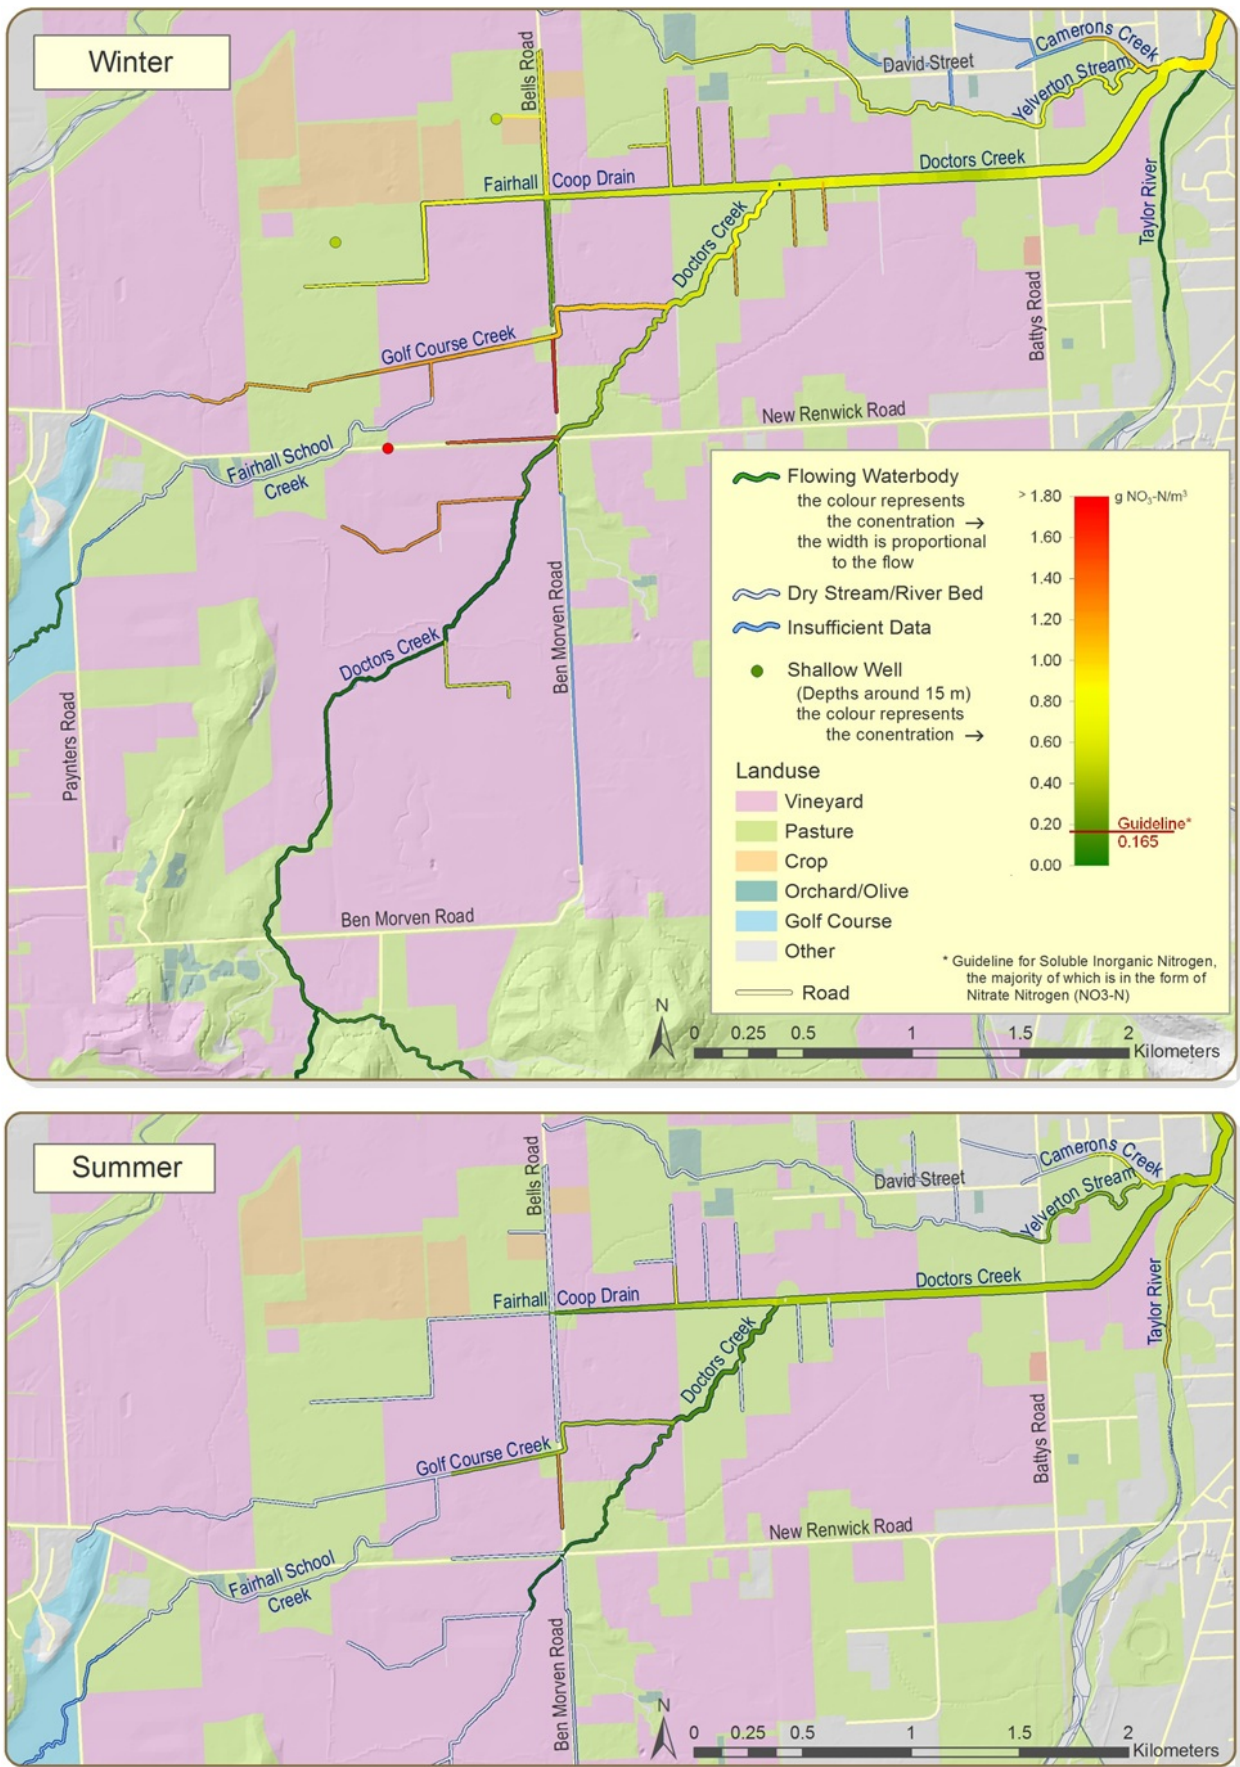 Winter
Bells Road
David Street
Camerons Creek
Yelverton Stream
Doctors Creek
Fairhall Coop Drain
Taylor River
Doctors Creek
Battys Road
Golf Course Creek
New Renwick Road
Fairhall School
Creek
Doctors Creek
Ben Morven Road
Paynters Road
Ben Morven Road
Flowing Waterbody
the colour represents
the conentration →
the width is proportional
to the flow
Dry Stream/River Bed
Insufficient Data
Shallow Well
(Depths around 15 m)
the colour represents
the conentration →
> 1.80 g NO3-N/m³
1.60
1.40
1.20
1.00
0.80
0.60
0.40
0.20
0.00
Guideline*
0.165
Landuse
Vineyard
Pasture
Crop
Orchard/Olive
Golf Course
Other
Road
* Guideline for Soluble Inorganic Nitrogen,
the majority of which is in the form of
Nitrate Nitrogen (NO3-N)
N
0 0.25 0.5 1 1.5 2
Kilometers
Summer
Bells Road
David Street
Camerons Creek
Yelverton Stream
Doctors Creek
Fairhall Coop Drain
Taylor River
Doctors Creek
Battys Road
Golf Course Creek
New Renwick Road
Fairhall School
Creek
Ben Morven Road
N
0 0.25 0.5 1 1.5 2
Kilometers